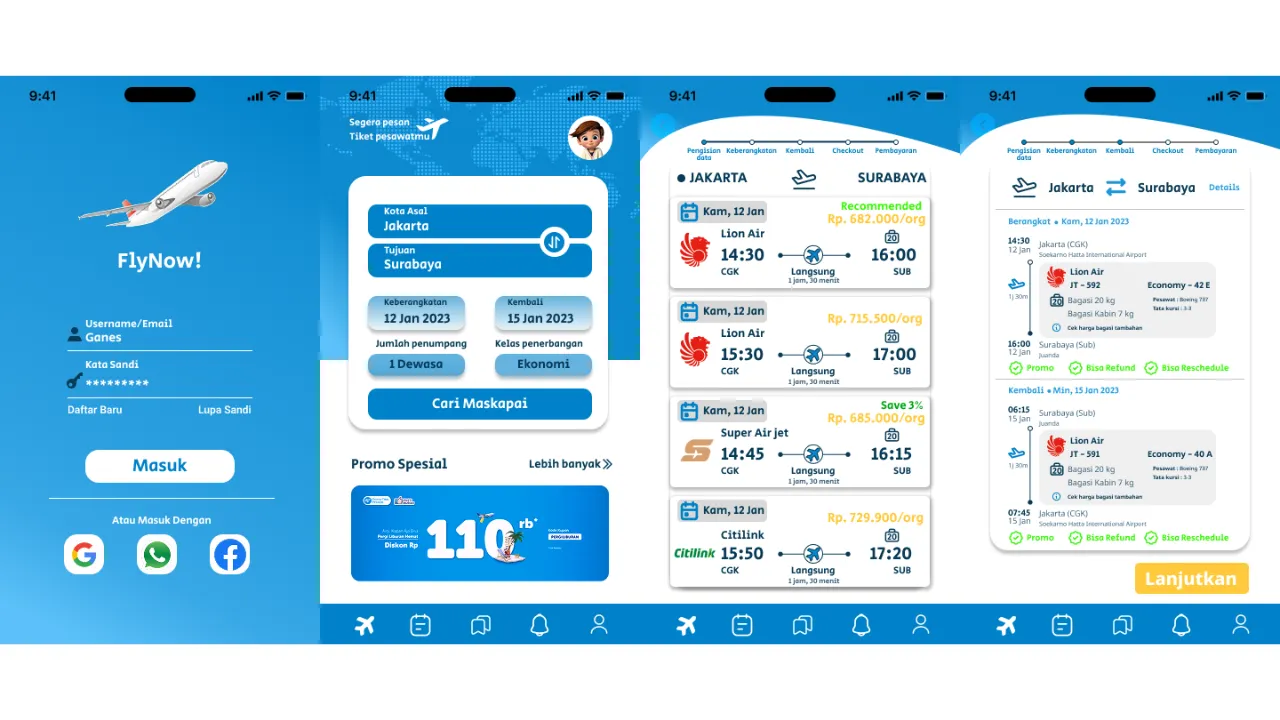 9:41
FlyNow!
Username/Email
Ganes
Kata Sandi
*********
Daftar Baru
Lupa Sandi
Masuk
Atau Masuk Dengan
9:41
Segera pesan
Tiket pesawatmu
Kota Asal
Jakarta
Tujuan
Surabaya
Keberangkatan
12 Jan 2023
Kembali
15 Jan 2023
Jumlah penumpang
1 Dewasa
Kelas penerbangan
Ekonomi
Cari Maskapai
Promo Spesial
Lebih banyak
Pergi Liburan Hemat
Diskon Rp
110 rb*
PERGILIBURAN
9:41
Pengisian data
Keberangkatan
Kembali
Checkout
Pembayaran
JAKARTA
SURABAYA
Kam, 12 Jan
Recommended
Rp. 682.000/org
Lion Air
20
14:30
16:00
CGK
Langsung
SUB
1 jam, 30 menit
Kam, 12 Jan
Rp. 715.500/org
Lion Air
15:30
17:00
CGK
Langsung
SUB
1 jam, 30 menit
Kam, 12 Jan
Save 3%
Rp. 685.000/org
Super Air jet
20
14:45
16:15
CGK
Langsung
SUB
1 jam, 30 menit
Kam, 12 Jan
Rp. 729.900/org
Citilink
20
Citilink
15:50
17:20
CGK
Langsung
SUB
1 jam, 30 menit
9:41
Pengisian data
Keberangkatan
Kembali
Checkout
Pembayaran
Jakarta
Surabaya
Details
Berangkat • Kam, 12 Jan 2023
14:30
12 Jan
Jakarta (CGK)
Soekarno Hatta International Airport
1j 30m
Lion Air
JT - 592
Economy - 42 E
20
Bagasi 20 kg
Bagasi Kabin 7 kg
Pesawat : Boeing 737
Tata kursi : 3-3
Cek harga bagasi tambahan
16:00
12 Jan
Surabaya (Sub)
Juanda
Promo
Bisa Refund
Bisa Reschedule
Kembali • Min, 15 Jan 2023
06:15
15 Jan
Surabaya (Sub)
Juanda
1j 30m
Lion Air
JT - 591
Economy - 40 A
20
Bagasi 20 kg
Bagasi Kabin 7 kg
Pesawat : Boeing 737
Tata kursi : 3-3
Cek harga bagasi tambahan
07:45
15 Jan
Jakarta (CGK)
Soekarno Hatta International Airport
Promo
Bisa Refund
Bisa Reschedule
Lanjutkan